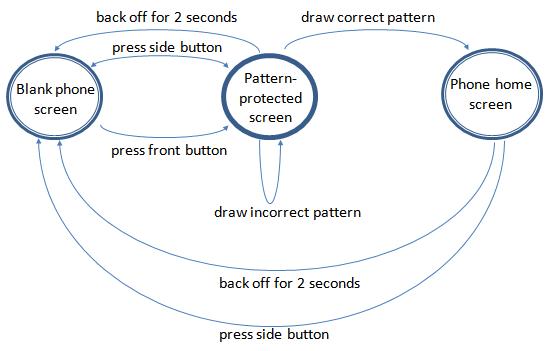 back off for 2 seconds
draw correct pattern
press side button
Blank phone
screen
Pattern-
protected
screen
Phone home
screen
press front button
draw incorrect pattern
back off for 2 seconds
press side button